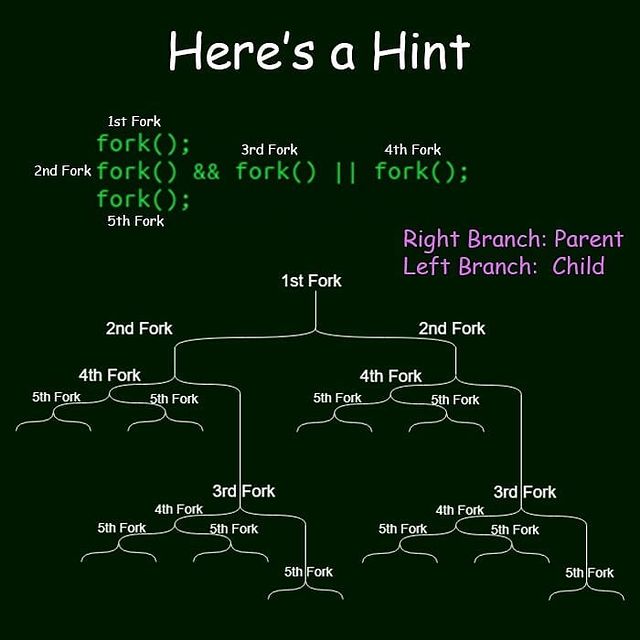 Here's a Hint
1st Fork
fork();
3rd Fork
4th Fork
2nd Fork fork() && fork() || fork();
fork();
5th Fork
Right Branch: Parent
Left Branch:  Child
1st Fork
2nd Fork
2nd Fork
4th Fork
4th Fork
5th Fork
5th Fork
5th Fork
5th Fork
3rd Fork
3rd Fork
4th Fork
4th Fork
5th Fork
5th Fork
5th Fork
5th Fork
5th Fork
5th Fork